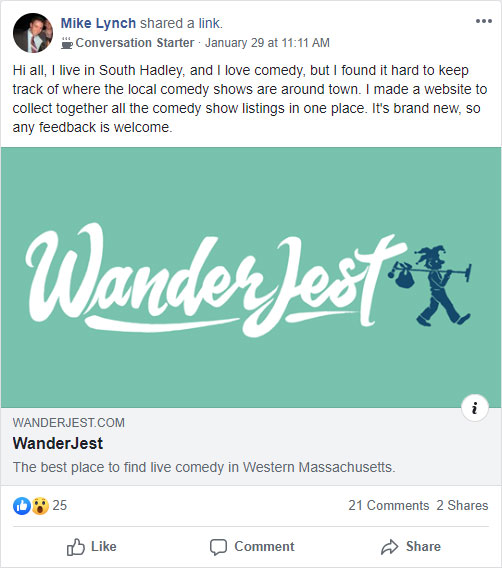 Mike Lynch shared a link.
Conversation Starter · January 29 at 11:11 AM
Hi all, I live in South Hadley, and I love comedy, but I found it hard to keep
track of where the local comedy shows are around town. I made a website to
collect together all the comedy show listings in one place. It's brand new, so
any feedback is welcome.
WanderJest
i
WANDERJEST.COM
WanderJest
The best place to find live comedy in Western Massachusetts.
25
21 Comments 2 Shares
Like Comment Share